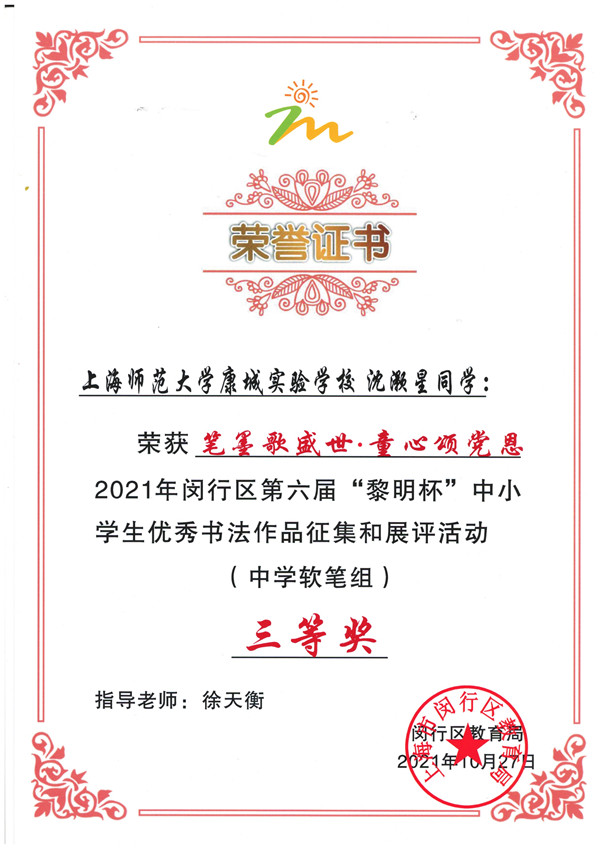 荣誉证书
上海师范大学康城实验学校 沈灏星同学：
荣获 笔墨歌盛世·童心颂党恩
2021年闵行区第六届“黎明杯”中小
学生优秀书法作品征集和展评活动
（中学软笔组）
三等奖
指导老师：徐天衡
闵行区教育局
2021年10月27日
上海市闵行区教育局